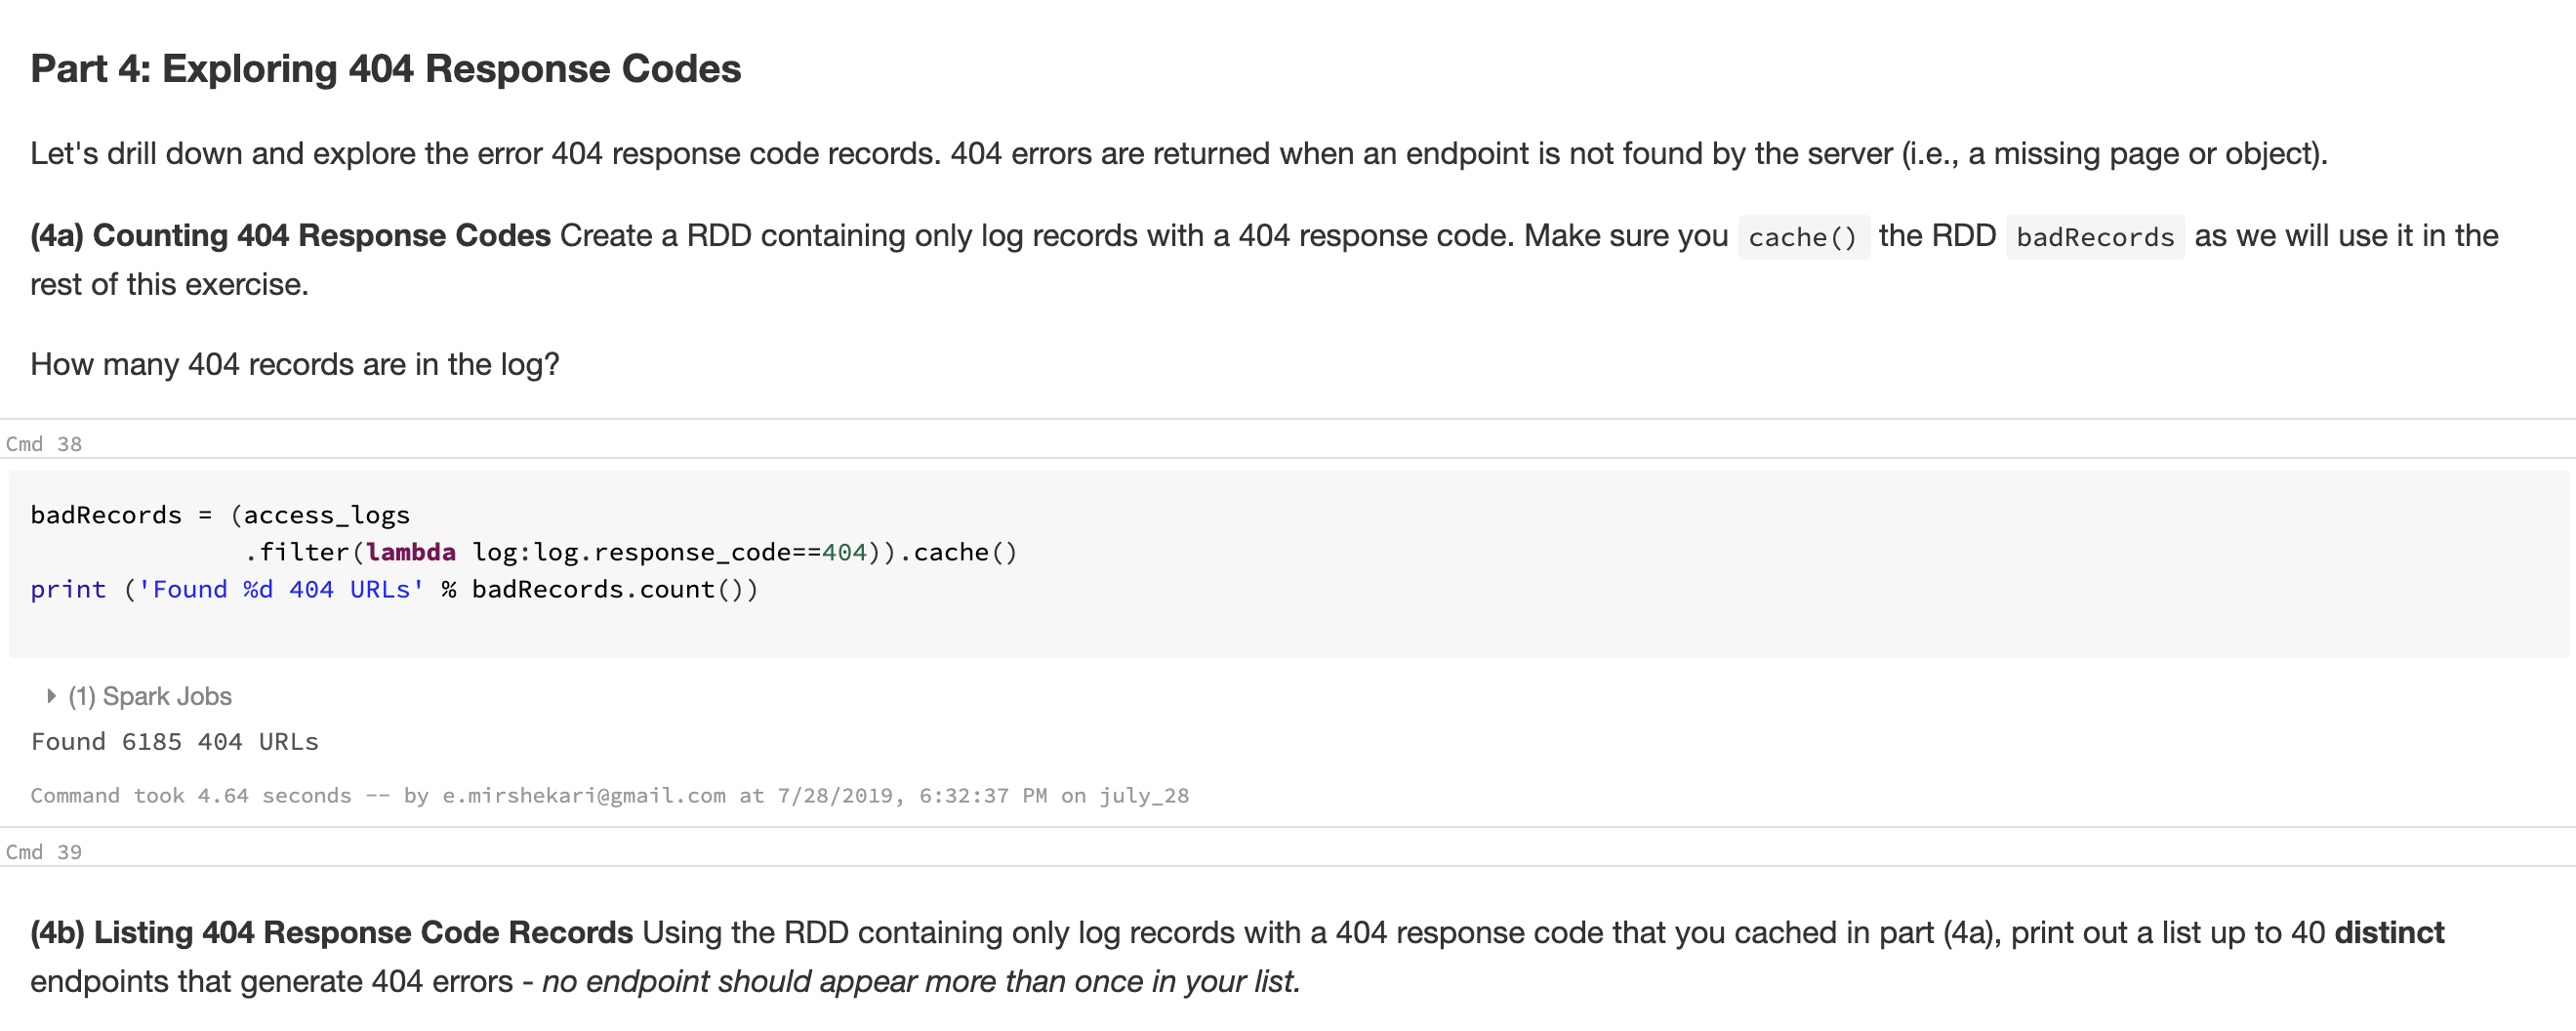 Part 4: Exploring 404 Response Codes
Let's drill down and explore the error 404 response code records. 404 errors are returned when an endpoint is not found by the server (i.e., a missing page or object).
(4a) Counting 404 Response Codes Create a RDD containing only log records with a 404 response code. Make sure you cache() the RDD badRecords as we will use it in the
rest of this exercise.
How many 404 records are in the log?
Cmd 38
badRecords = (access_logs
              .filter(lambda log:log.response_code==404)).cache()
print ('Found %d 404 URLs' % badRecords.count())
(1) Spark Jobs
Found 6185 404 URLs
Command took 4.64 seconds -- by e.mirshekari@gmail.com at 7/28/2019, 6:32:37 PM on july_28
Cmd 39
(4b) Listing 404 Response Code Records Using the RDD containing only log records with a 404 response code that you cached in part (4a), print out a list up to 40 distinct
endpoints that generate 404 errors - no endpoint should appear more than once in your list.